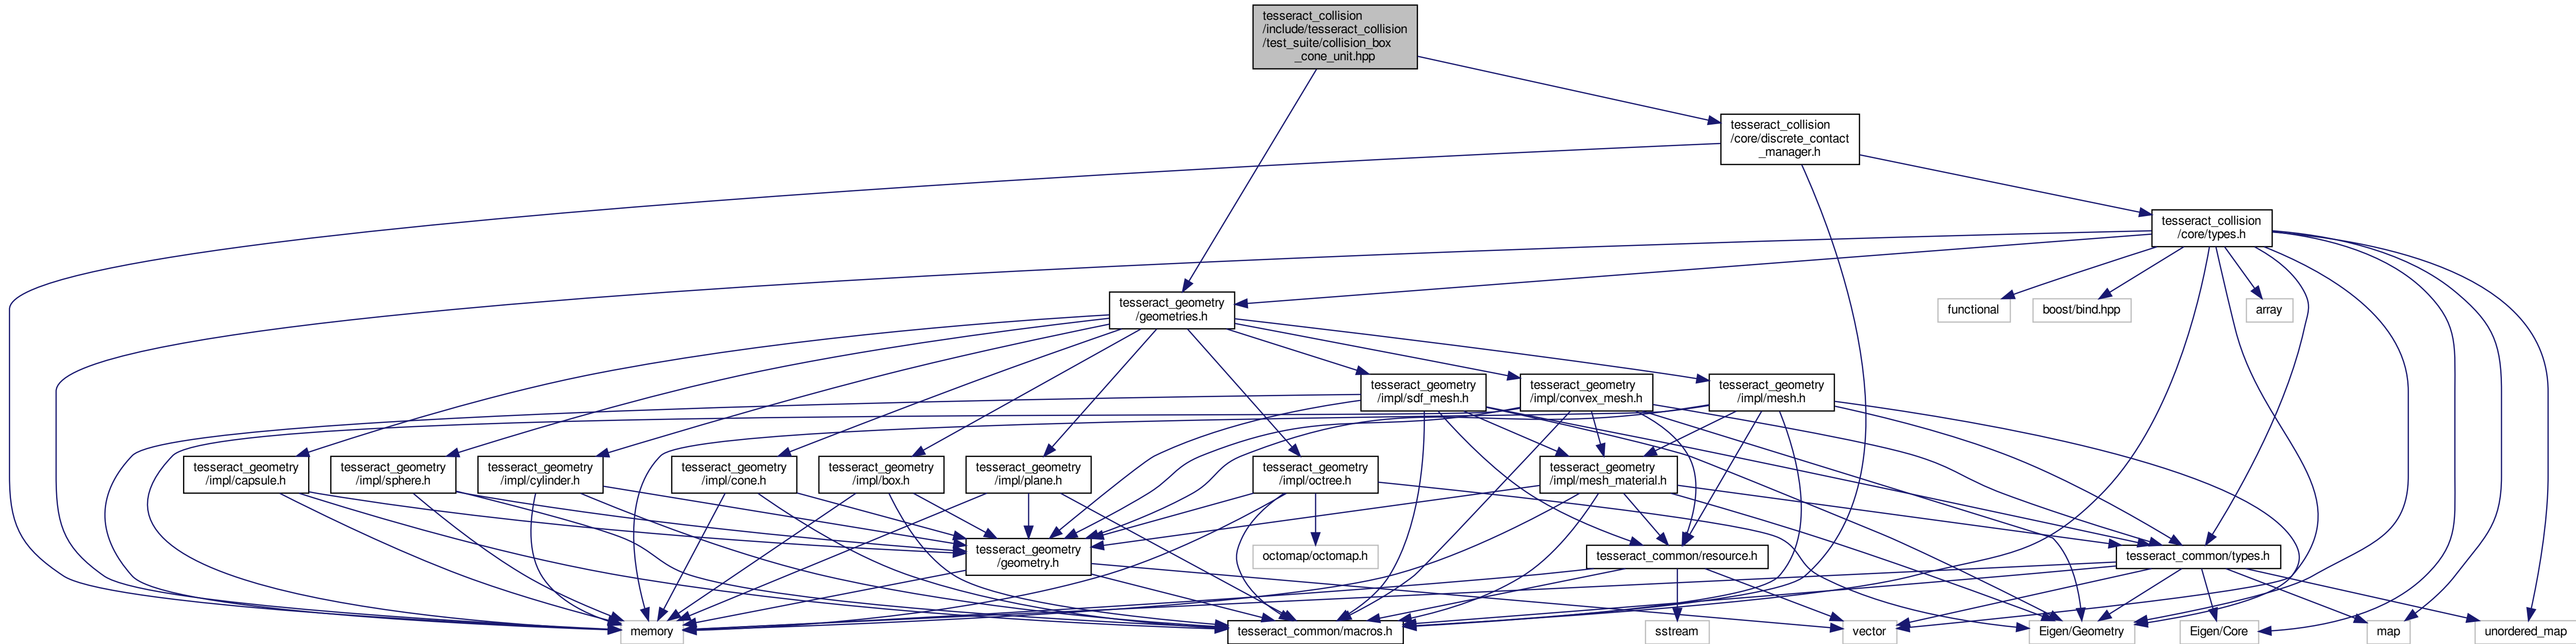 tesseract_collision
/include/tesseract_collision
/test_suite/collision_box
_cone_unit.hpp
tesseract_collision
/core/discrete_contact
_manager.h
tesseract_collision
/core/types.h
tesseract_geometry
/geometries.h
functional
boost/bind.hpp
array
tesseract_geometry
/impl/sdf_mesh.h
tesseract_geometry
/impl/convex_mesh.h
tesseract_geometry
/impl/mesh.h
tesseract_geometry
/impl/capsule.h
tesseract_geometry
/impl/sphere.h
tesseract_geometry
/impl/cylinder.h
tesseract_geometry
/impl/cone.h
tesseract_geometry
/impl/box.h
tesseract_geometry
/impl/plane.h
tesseract_geometry
/impl/octree.h
tesseract_geometry
/impl/mesh_material.h
tesseract_geometry
/geometry.h
octomap/octomap.h
tesseract_common/resource.h
tesseract_common/types.h
memory
tesseract_common/macros.h
sstream
vector
Eigen/Geometry
Eigen/Core
map
unordered_map